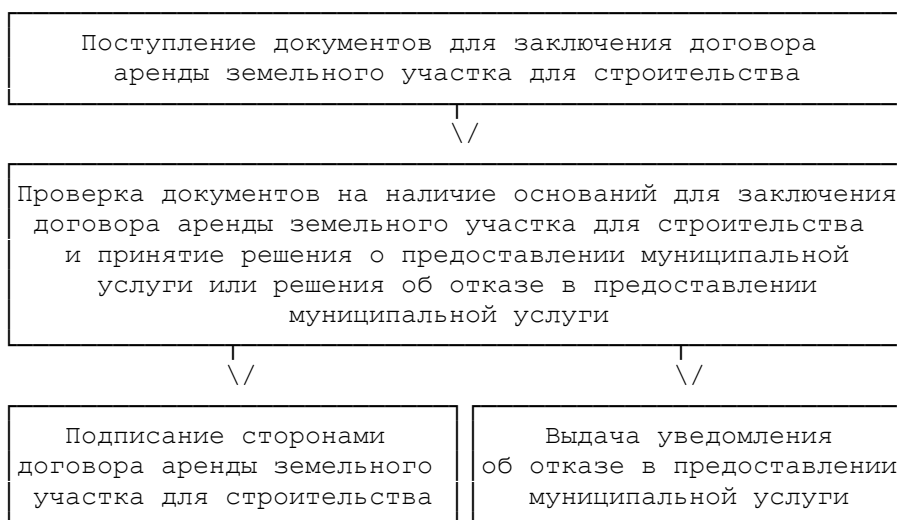 Поступление документов для заключения договора
аренды земельного участка для строительства
\/
Проверка документов на наличие оснований для заключения
договора аренды земельного участка для строительства
и принятие решения о предоставлении муниципальной
услуги или решения об отказе в предоставлении
муниципальной услуги
\/ \/
Подписание сторонами
договора аренды земельного
участка для строительства
Выдача уведомления
об отказе в предоставлении
муниципальной услуги